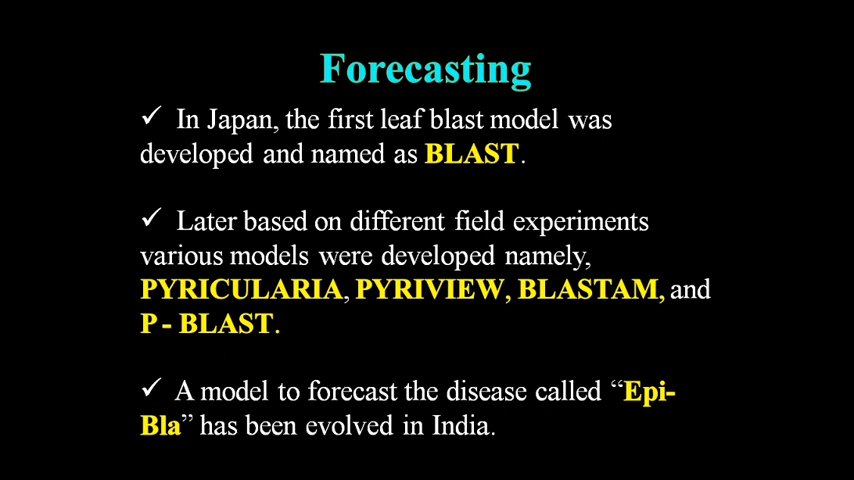 Forecasting
✓ In Japan, the first leaf blast model was
developed and named as BLAST.
✓ Later based on different field experiments
various models were developed namely,
PYRICULARIA, PYRIVIEW, BLASTAM, and
P - BLAST.
✓ A model to forecast the disease called “Epi-
Bla” has been evolved in India.